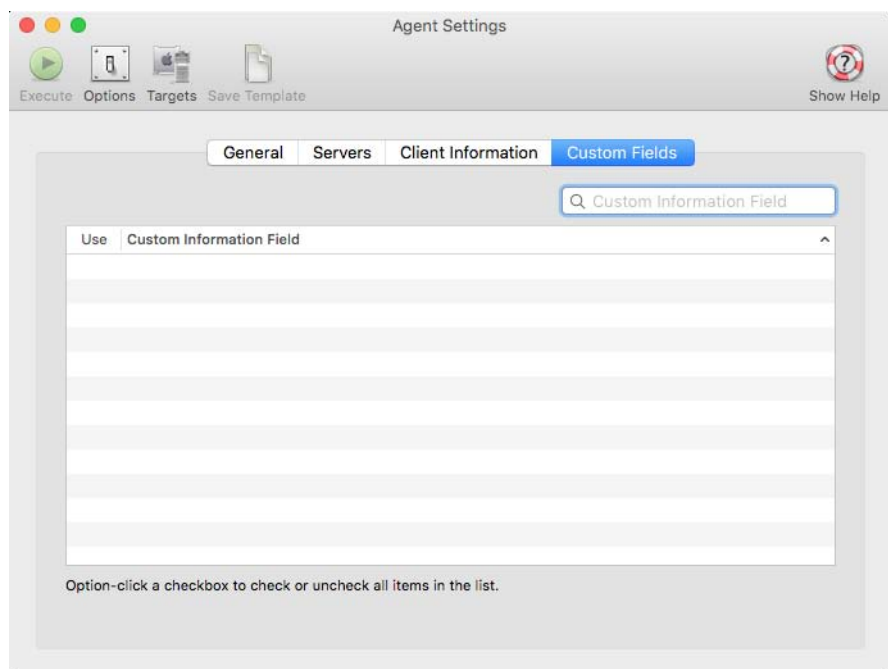 Agent Settings
Execute Options Targets Save Template Show Help
General Servers Client Information Custom Fields
Custom Information Field
Use Custom Information Field
Option-click a checkbox to check or uncheck all items in the list.